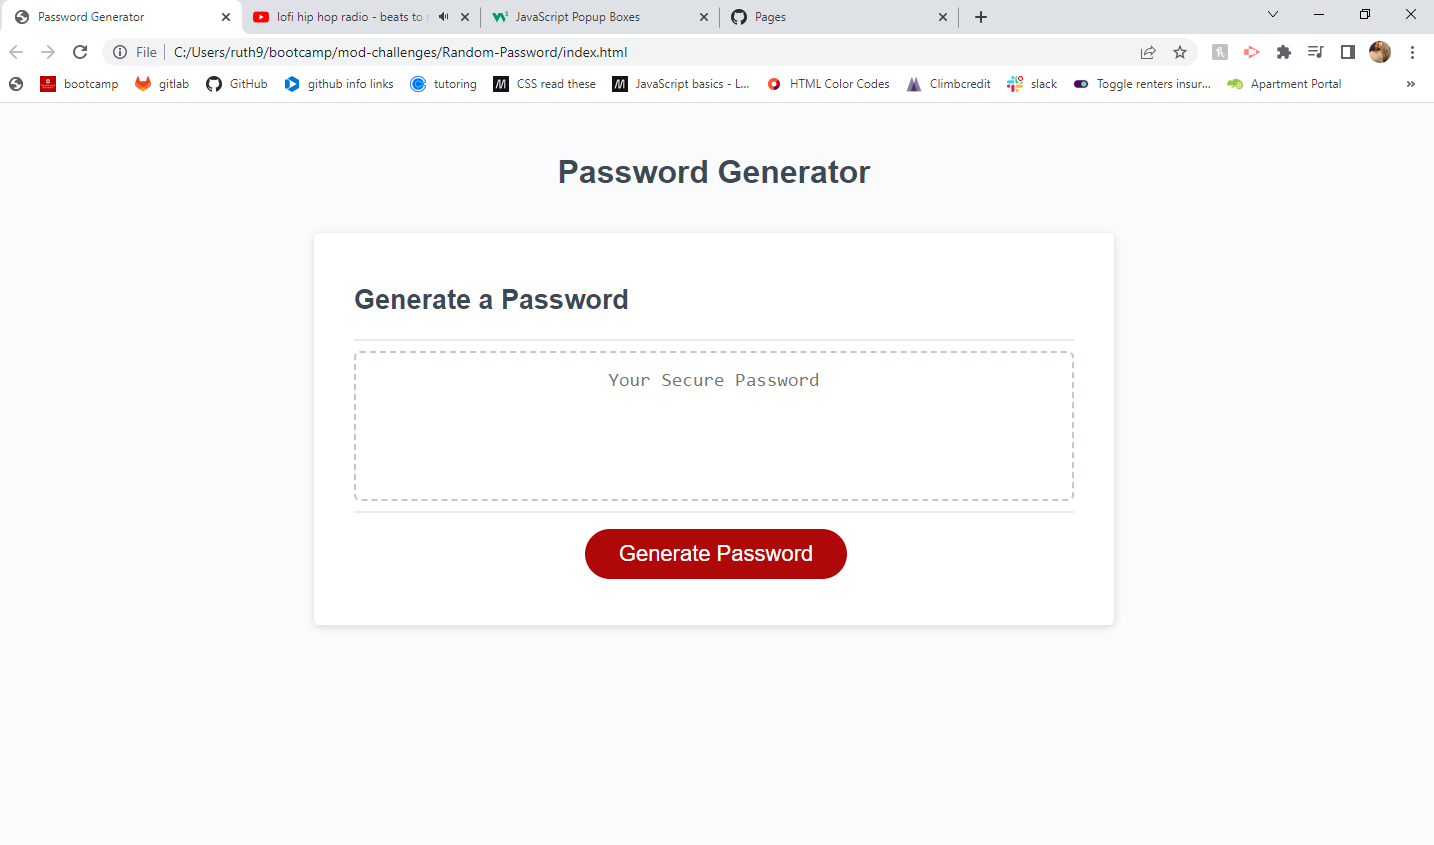 Password Generator
lofi hip hop radio - beats to
JavaScript Popup Boxes
Pages
File
C:/Users/ruth9/bootcamp/mod-challenges/Random-Password/index.html
bootcamp
gitlab
GitHub
github info links
tutoring
CSS read these
JavaScript basics - L...
HTML Color Codes
Climbcredit
slack
Toggle renters insur...
Apartment Portal
»
Password Generator
Generate a Password
Your Secure Password
Generate Password